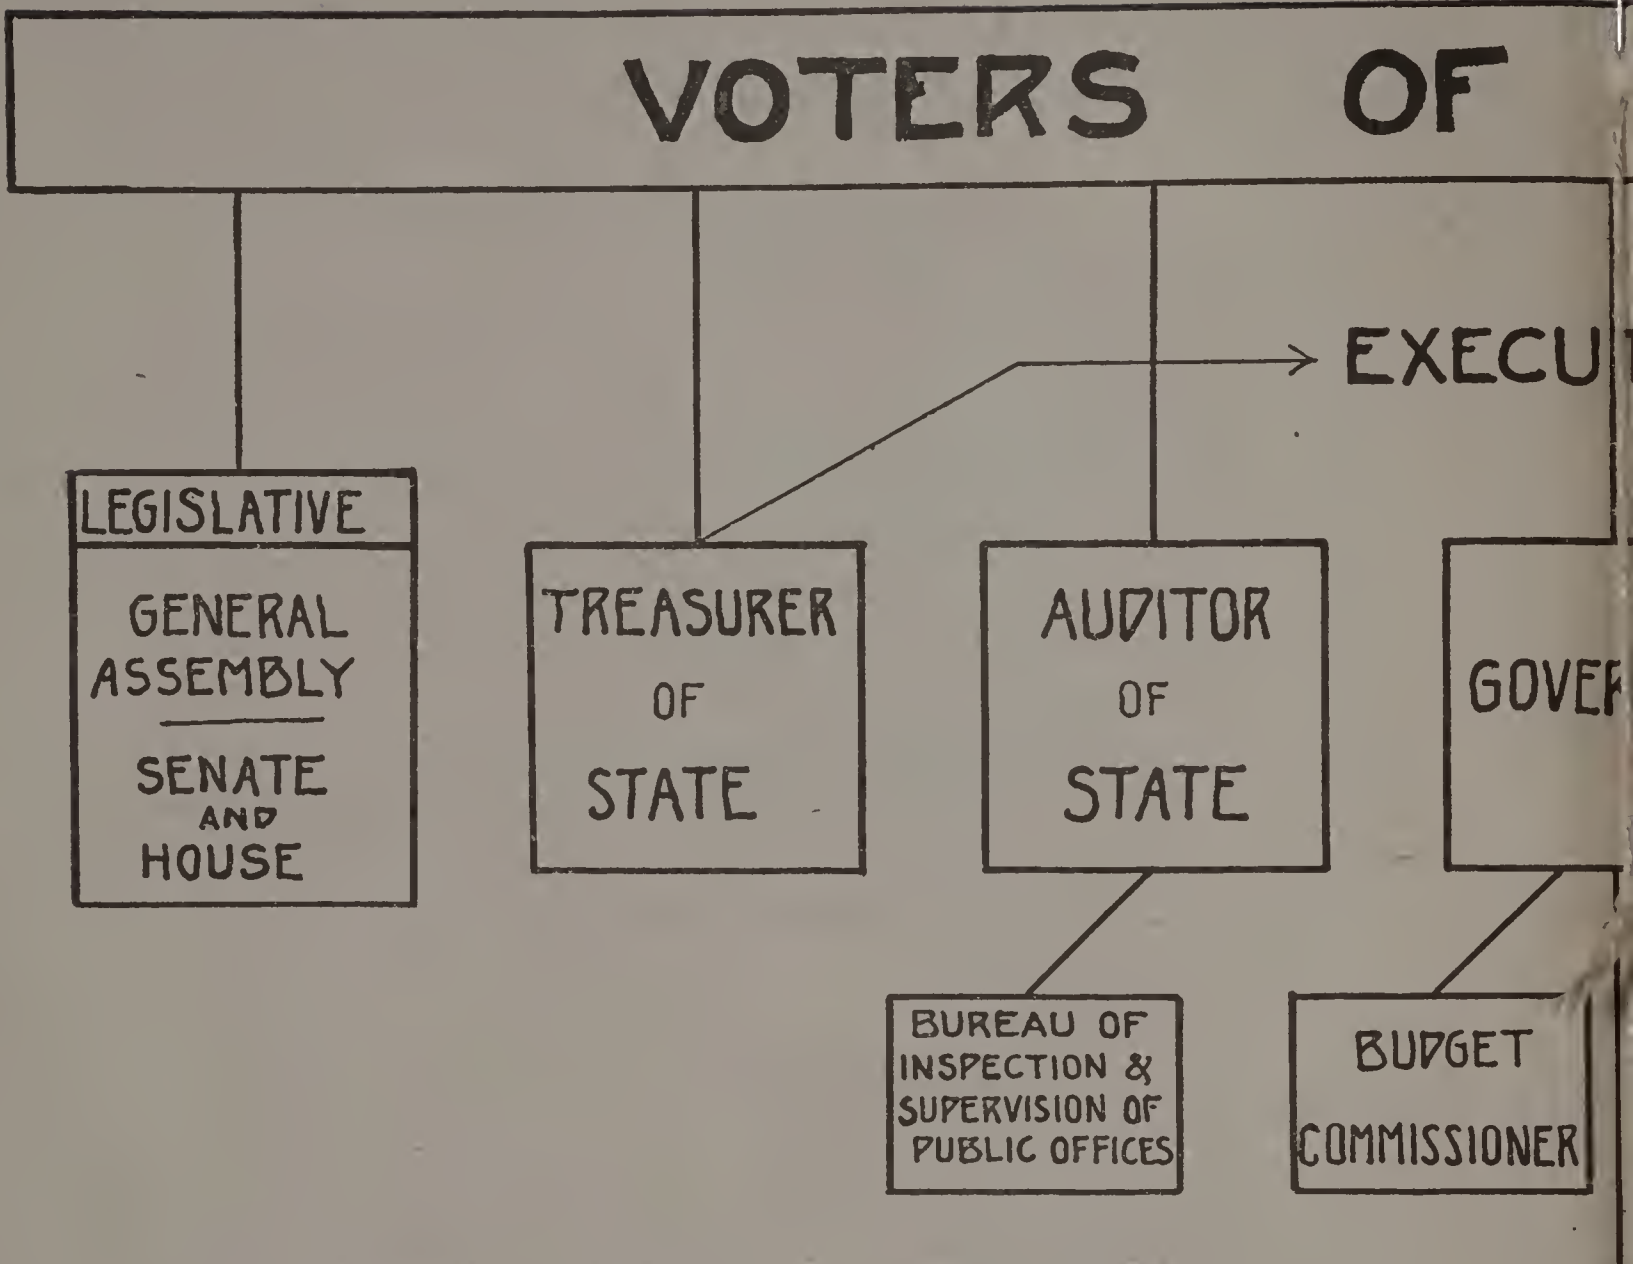 VOTERS OF
EXECU
LEGISLATIVE
GENERAL
ASSEMBLY
SENATE
AND
HOUSE
TREASURER
OF
STATE
AUDITOR
OF
STATE
GOVER
BUREAU OF
INSPECTION &
SUPERVISION OF
PUBLIC OFFICES
BUDGET
COMMISSIONER